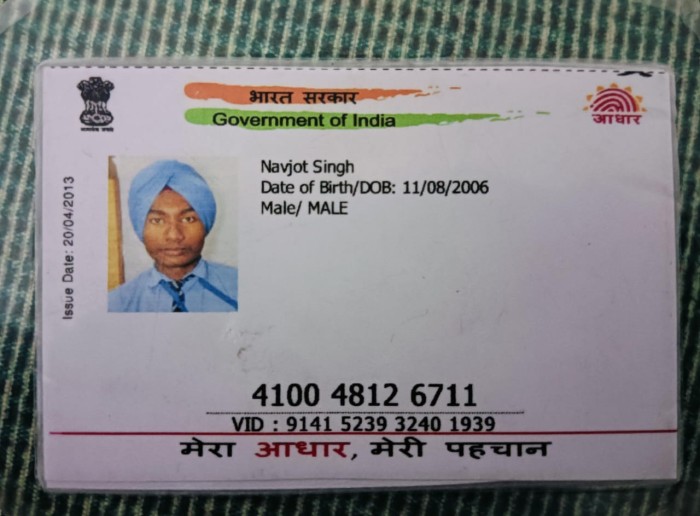 भारत सरकार
Government of India
आधार
Issue Date: 20/04/2013
Navjot Singh
Date of Birth/DOB: 11/08/2006
Male/ MALE
4100 4812 6711
VID : 9141 5239 3240 1939
मेरा आधार, मेरी पहचान